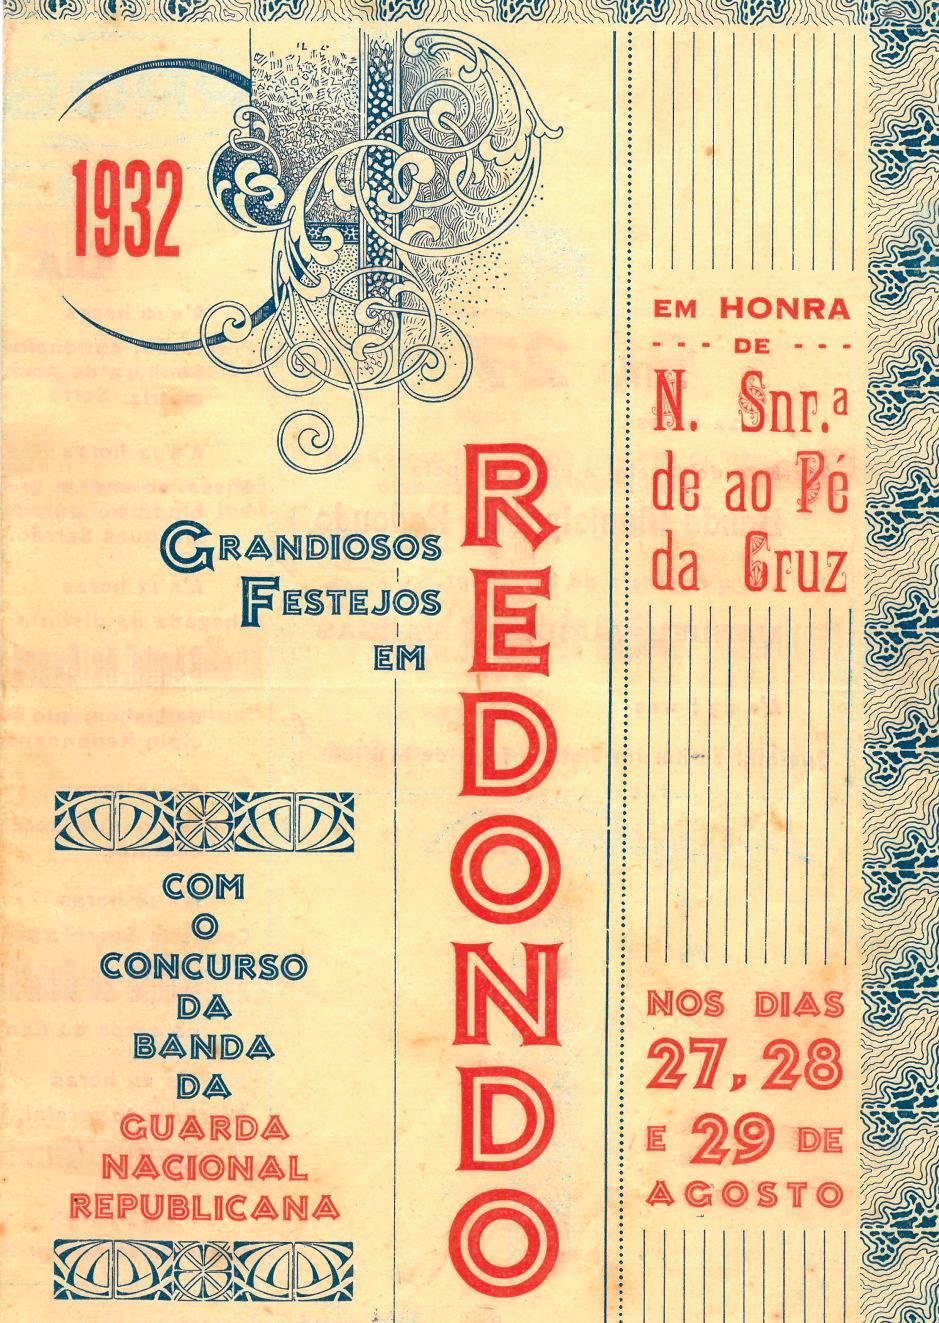 1932
GRANDIOSOS
FESTEJOS
EM
REDONDO
COM
O
CONCURSO
DA
BANDA
DA
GUARDA
NACIONAL
REPUBLICANA
EM HONRA
- - - DE - - -
N. Snr.ª
de ao Pé
da Cruz
NOS DIAS
27, 28
E 29 DE
AGOSTO